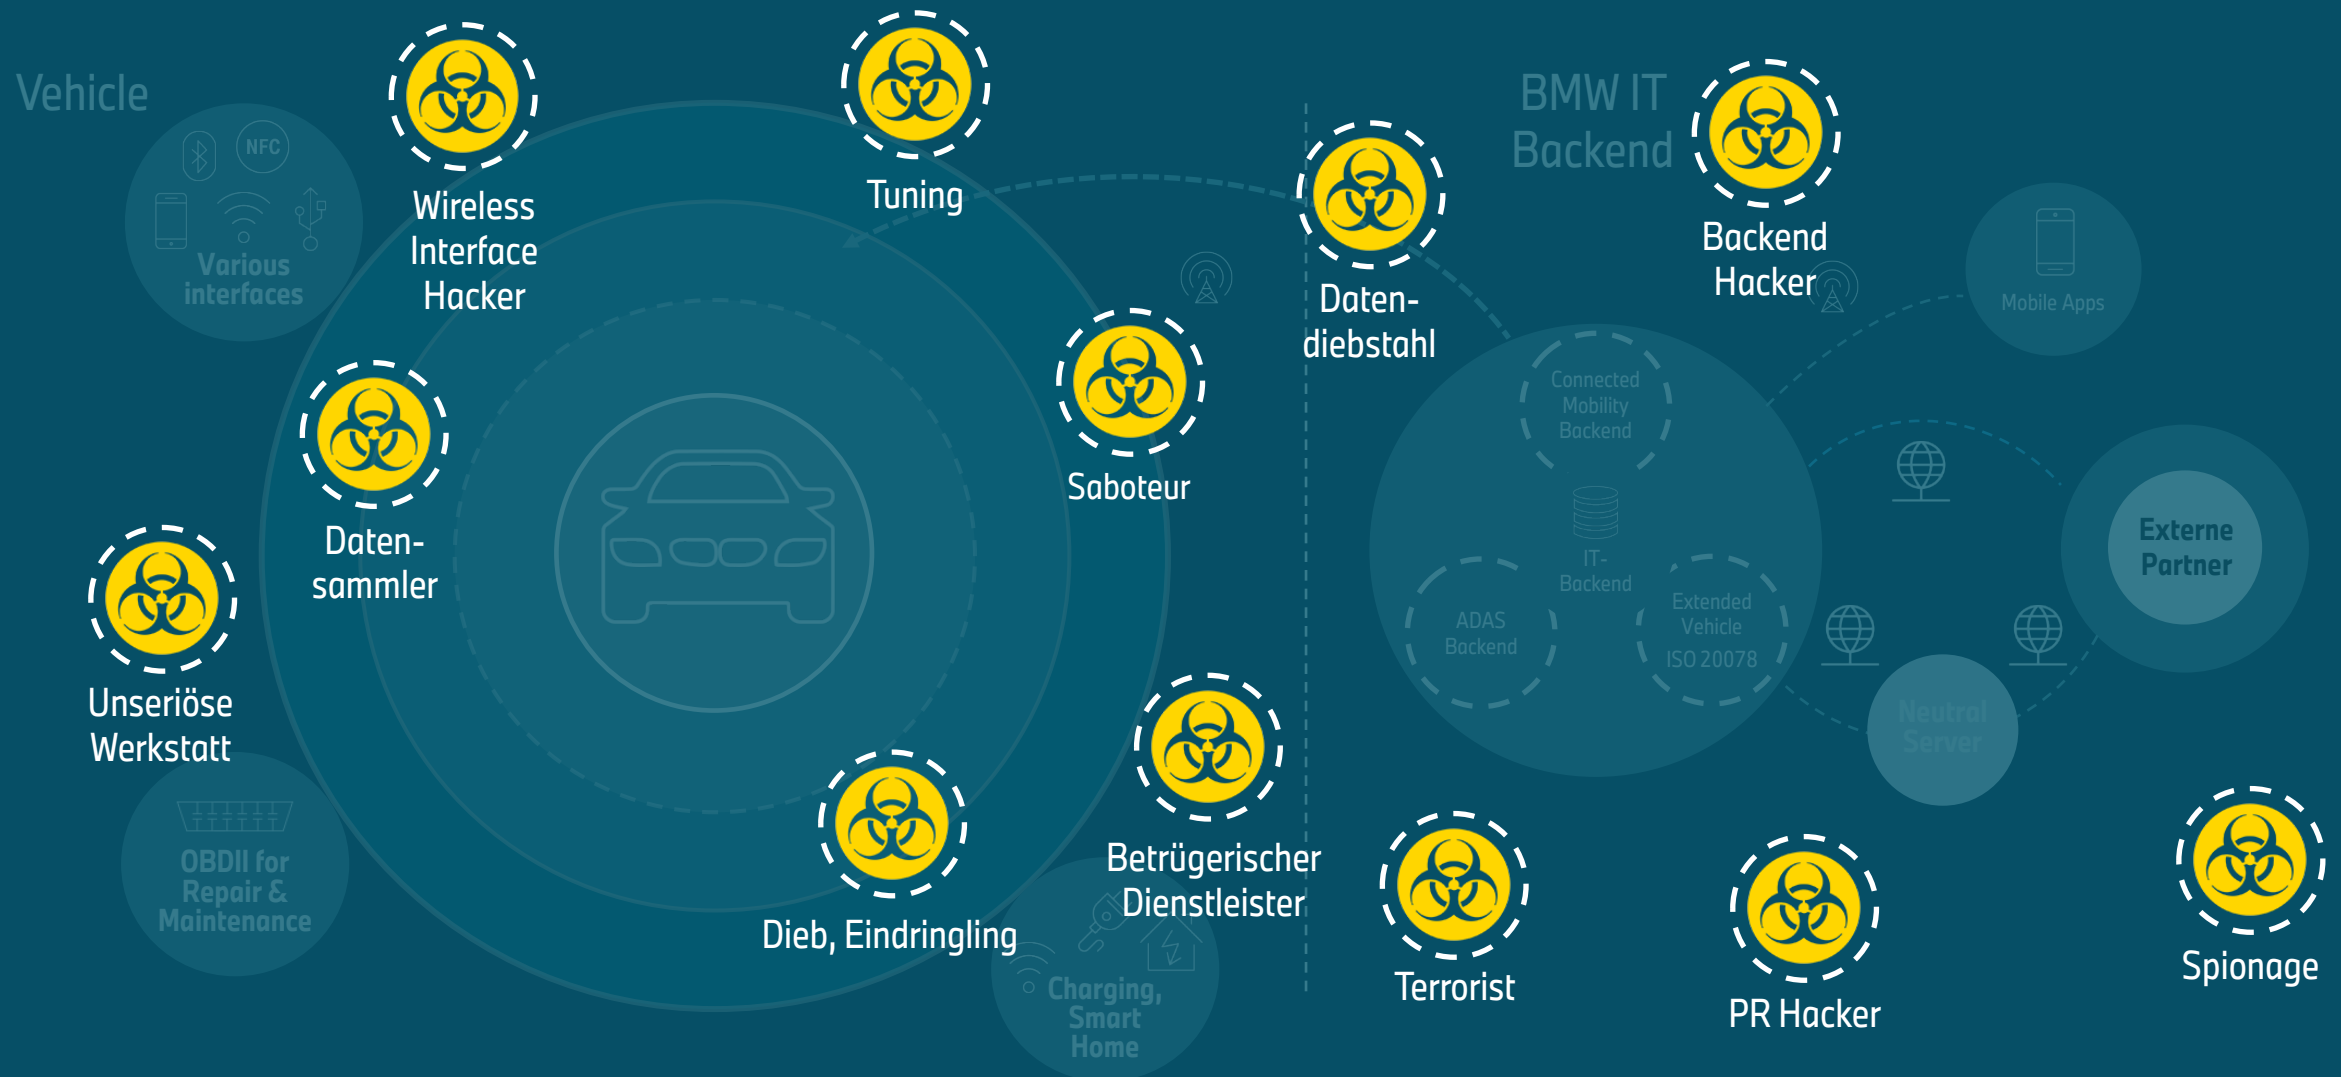 Vehicle
NFC
Various
interfaces
Wireless
Interface
Hacker
Tuning
Daten-
sammler
Saboteur
Unseriöse
Werkstatt
OBDII for
Repair &
Maintenance
Dieb, Eindringling
Betrügerischer
Dienstleister
Charging,
Smart
Home
BMW IT
Backend
Daten-
diebstahl
Backend
Hacker
Mobile Apps
Connected
Mobility
Backend
IT-
Backend
ADAS
Backend
Extended
Vehicle
ISO 20078
Externe
Partner
Neutral
Server
Terrorist
PR Hacker
Spionage